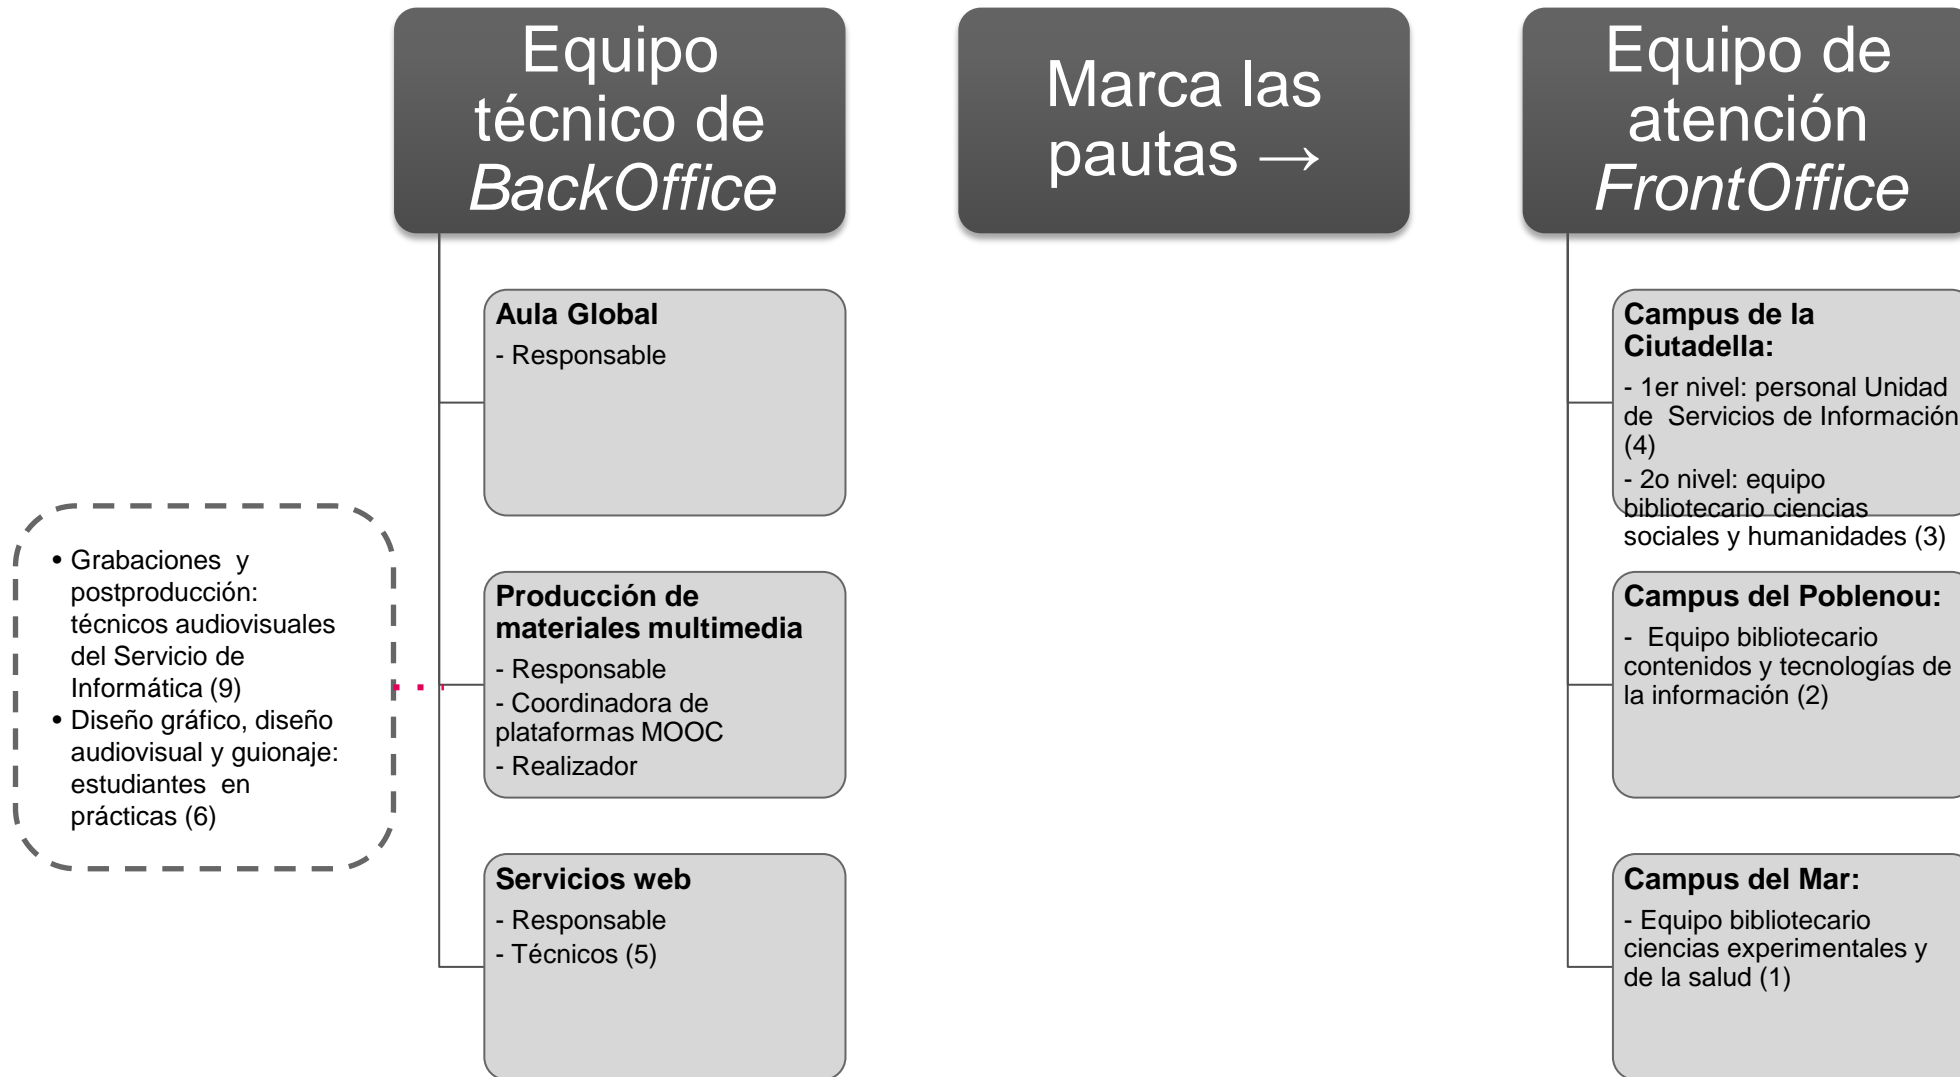 Equipo
técnico de
BackOffice
Marca las
pautas →
Equipo de
atención
FrontOffice
Aula Global
- Responsable
• Grabaciones y
postproducción:
técnicos audiovisuales
del Servicio de
Informática (9)
• Diseño gráfico, diseño
audiovisual y guionaje:
estudiantes en
prácticas (6)
Producción de
materiales multimedia
- Responsable
- Coordinadora de
plataformas MOOC
- Realizador
Servicios web
- Responsable
- Técnicos (5)
Campus de la
Ciutadella:
- 1er nivel: personal Unidad
de Servicios de Información
(4)
- 2o nivel: equipo
bibliotecario ciencias
sociales y humanidades (3)
Campus del Poblenou:
- Equipo bibliotecario
contenidos y tecnologías de
la información (2)
Campus del Mar:
- Equipo bibliotecario
ciencias experimentales y
de la salud (1)